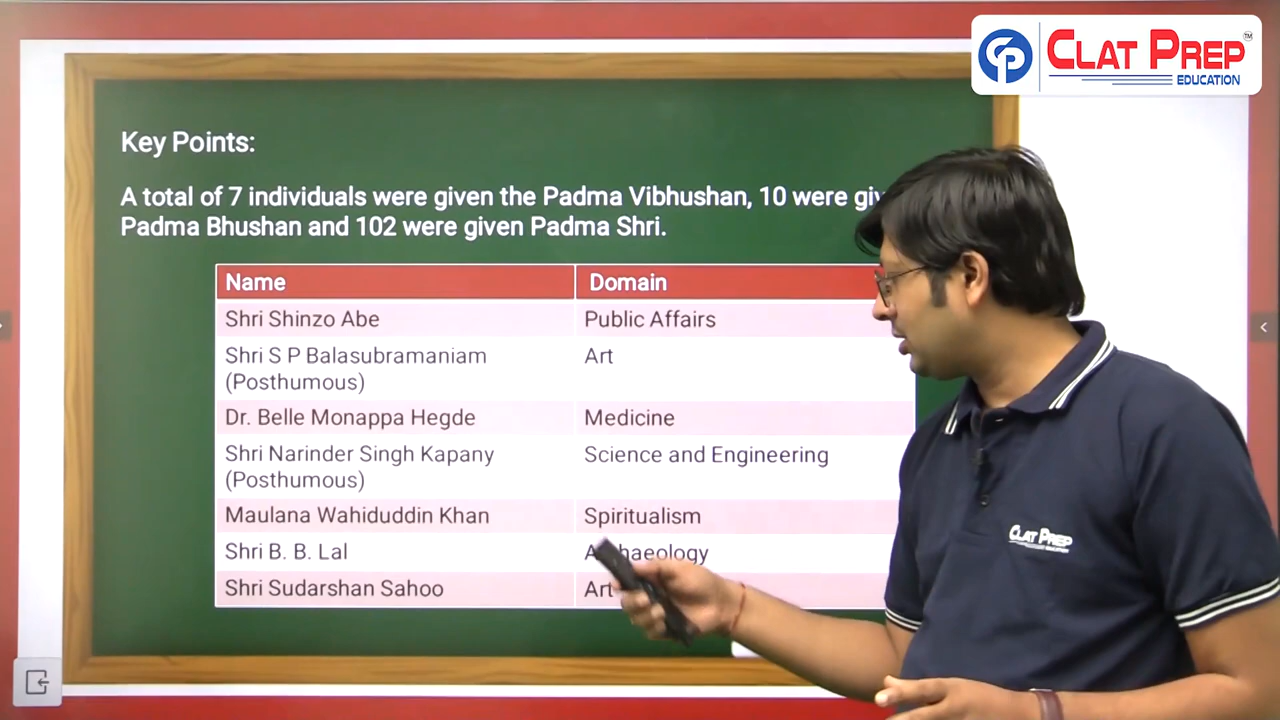 CLAT PREP TM
EDUCATION
Key Points:
A total of 7 individuals were given the Padma Vibhushan, 10 were
Padma Bhushan and 102 were given Padma Shri.
Name Domain
Shri Shinzo Abe Public Affairs
Shri S P Balasubramaniam Art
(Posthumous)
Dr. Belle Monappa Hegde Medicine
Shri Narinder Singh Kapany Science and Engineering
(Posthumous)
Maulana Wahiduddin Khan Spiritualism
Shri B. B. Lal
Shri Sudarshan Sahoo Art
CLAT PREP